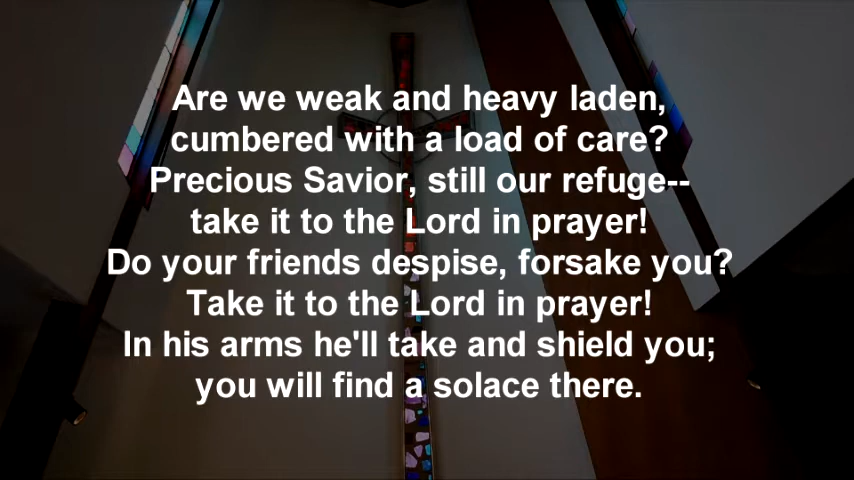 Are we weak and heavy laden,
cumbered with a load of care?
Precious Savior, still our refuge--
take it to the Lord in prayer!
Do your friends despise, forsake you?
Take it to the Lord in prayer!
In his arms he'll take and shield you;
you will find a solace there.